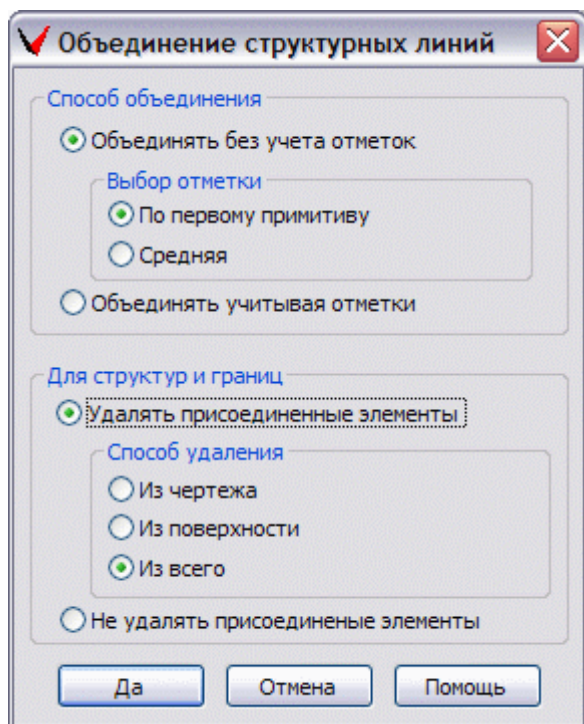 Объединение структурных линий
Способ объединения
Объединять без учета отметок
Выбор отметки
По первому примитиву
Средняя
Объединять учитывая отметки
Для структур и границ
Удалять присоединенные элементы
Способ удаления
Из чертежа
Из поверхности
Из всего
Не удалять присоединеные элементы
Да Отмена Помощь